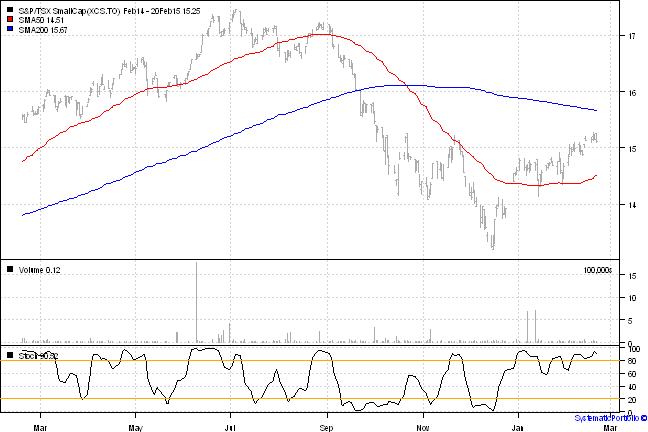 S&P/TSX SmallCap(XCS.TO) Feb14 - 20Feb15 15.25
SMA50 14.51
SMA200 15.67
17
16
15
14
Volume 0.12
100,000s
15
10
5
0
100
80
60
40
20
0
Mar May Jul Sep Nov Jan Mar
SystematicPortfolio ©